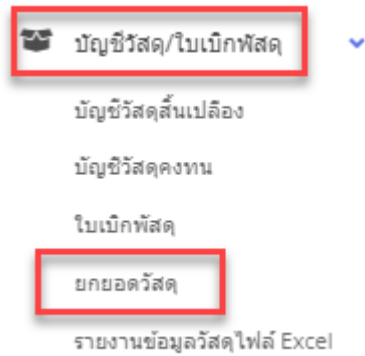 บัญชีวัสดุ/ใบเบิกพัสดุ
บัญชีวัสดุสิ้นเปลือง
บัญชีวัสดุคงทน
ใบเบิกพัสดุ
ยกยอดวัสดุ
รายงานข้อมูลวัสดุไฟล์ Excel